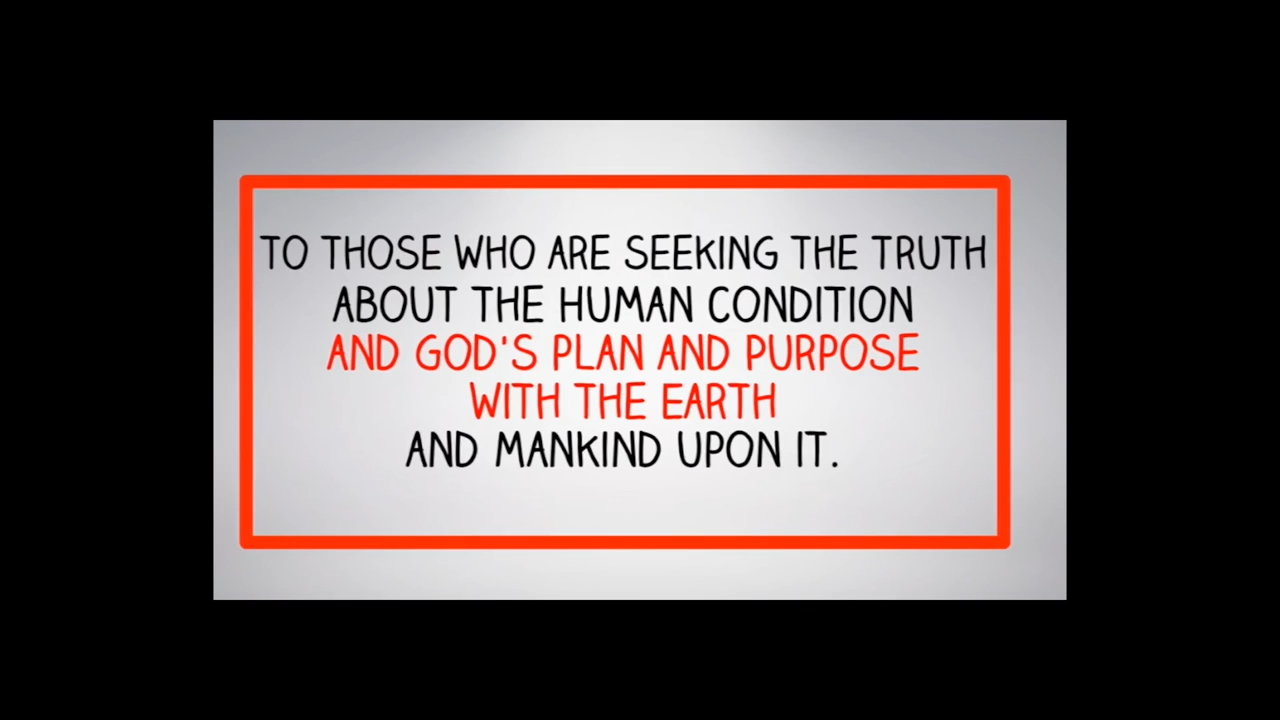 TO THOSE WHO ARE SEEKING THE TRUTH
ABOUT THE HUMAN CONDITION
AND GOD'S PLAN AND PURPOSE
WITH THE EARTH
AND MANKIND UPON IT.